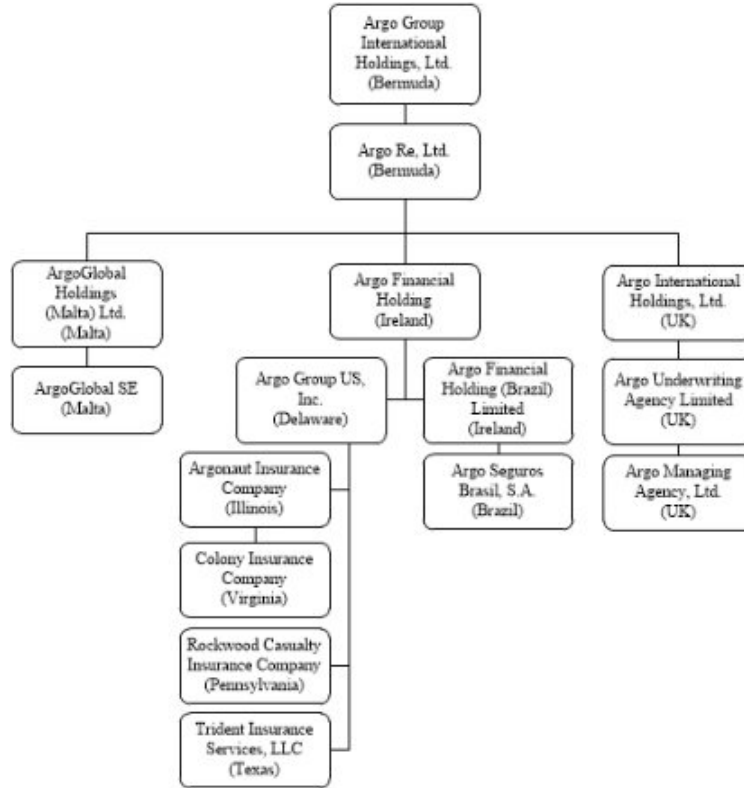 Argo Group
International
Holdings, Ltd.
(Bermuda)
Argo Re, Ltd.
(Bermuda)
ArgoGlobal
Holdings
(Malta) Ltd.
(Malta)
Argo Financial
Holding
(Ireland)
Argo International
Holdings, Ltd.
(UK)
ArgoGlobal SE
(Malta)
Argo Group US,
Inc.
(Delaware)
Argo Financial
Holding (Brazil)
Limited
(Ireland)
Argo Underwriting
Agency Limited
(UK)
Argonaut Insurance
Company
(Illinois)
Argo Seguros
Brasil, S.A.
(Brazil)
Argo Managing
Agency, Ltd.
(UK)
Colony Insurance
Company
(Virginia)
Rockwood Casualty
Insurance Company
(Pennsylvania)
Trident Insurance
Services, LLC
(Texas)